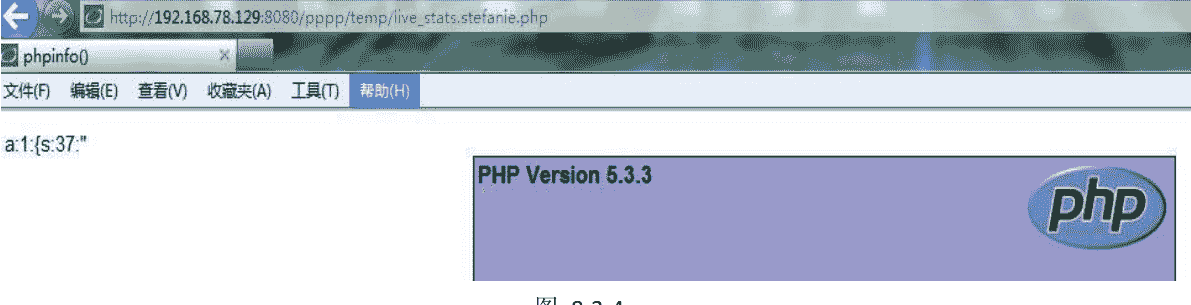 http://192.168.78.129:8080/pppp/temp/live_stats.stefanie.php
phpinfo()
文件(F) 编辑(E) 查看(V) 收藏夹(A) 工具(T) 帮助(H)
a:1:{s:37:"
PHP Version 5.3.3
php
图